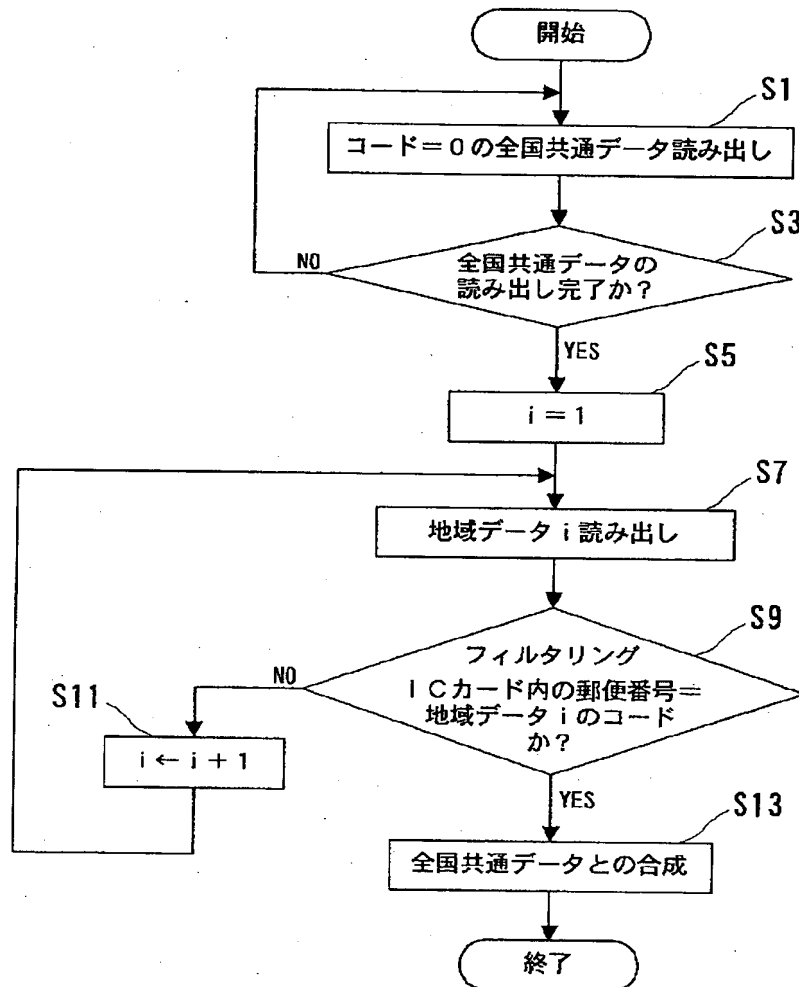 開始
S1
コード=0の全国共通データ読み出し
S3
全国共通データの
読み出し完了か?
NO
YES
S5
i=1
S7
地域データi読み出し
S9
フィルタリング
ICカード内の郵便番号=
地域データiのコード
か?
NO
S11
i←i+1
YES
S13
全国共通データとの合成
終了